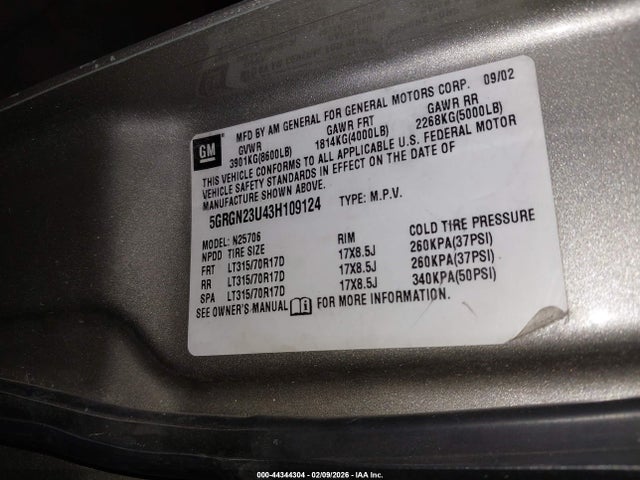 GM
MFD BY AM GENERAL FOR GENERAL MOTORS CORP. 09/02
GVWR GAWR FRT GAWR RR
3901KG(8600LB) 1814KG(4000LB) 2268KG(5000LB)
THIS VEHICLE CONFORMS TO ALL APPLICABLE U.S. FEDERAL MOTOR
VEHICLE SAFETY STANDARDS IN EFFECT ON THE DATE OF
MANUFACTURE SHOWN ABOVE.
5GRGN23U43H109124 TYPE: M.P.V.
MODEL: N25706
NPDD TIRE SIZE RIM COLD TIRE PRESSURE
FRT LT315/70R17D 17X8.5J 260KPA(37PSI)
RR LT315/70R17D 17X8.5J 260KPA(37PSI)
SPA LT315/70R17D 17X8.5J 340KPA(50PSI)
SEE OWNER'S MANUAL FOR MORE INFORMATION.
000-44344304 - 02/09/2026 - IAA Inc.